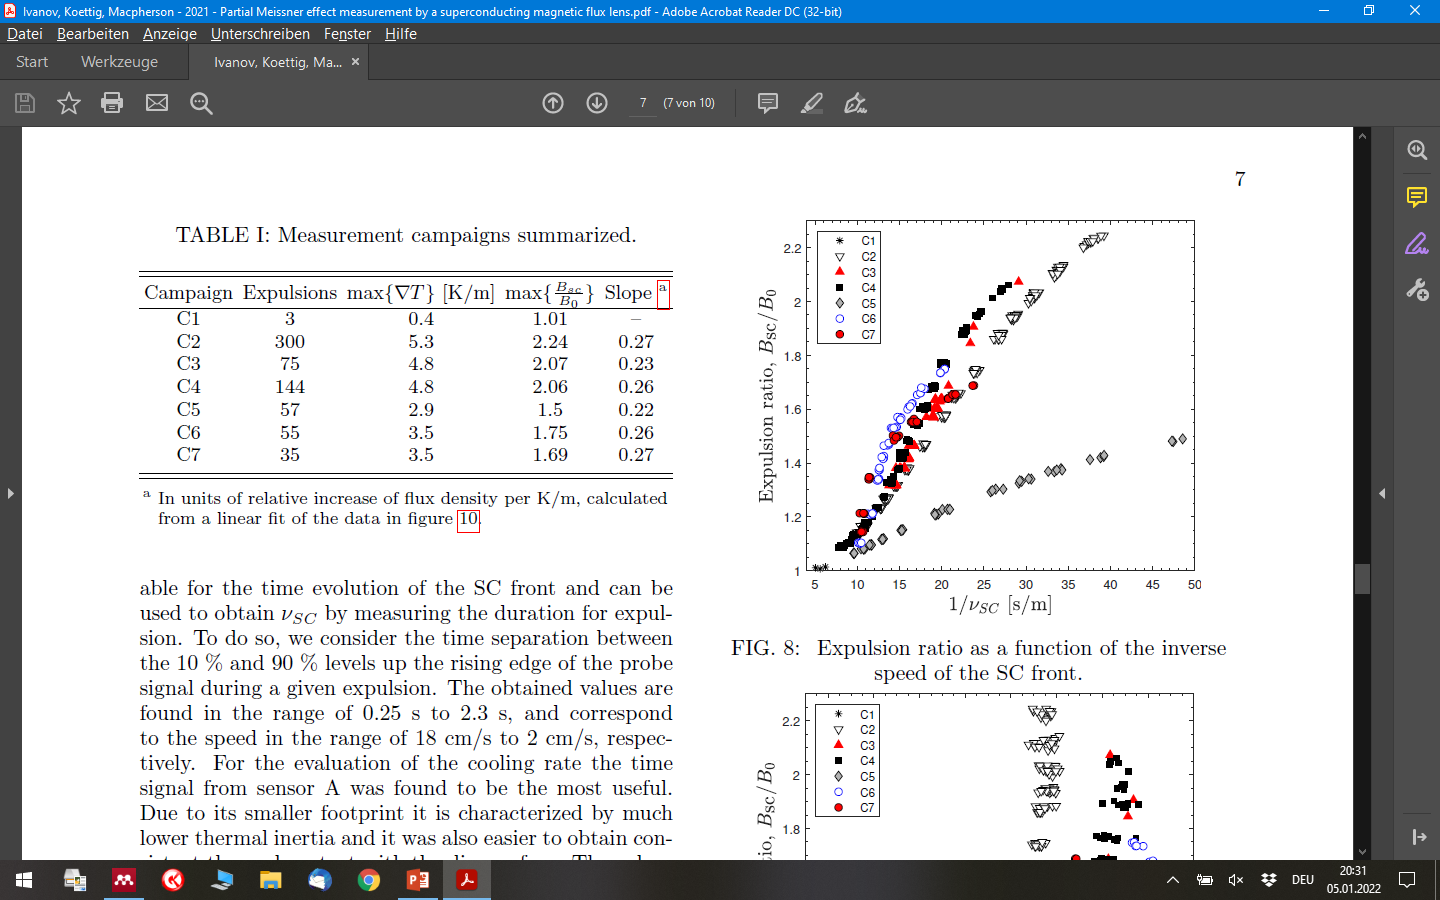 Ivanov, Koettig, Macpherson - 2021 - Partial Meissner effect measurement by a superconducting magnetic flux lens.pdf - Adobe Acrobat Reader DC (32-bit)
Datei Bearbeiten Anzeige Unterschreiben Fenster Hilfe
Start Werkzeuge Ivanov, Koettig, Ma... ×
7 (7 von 10)
7
TABLE I: Measurement campaigns summarized.
Campaign Expulsions max{∇T} [K/m] max{B_sc/B_0} Slope a
C1 3 0.4 1.01 –
C2 300 5.3 2.24 0.27
C3 75 4.8 2.07 0.23
C4 144 4.8 2.06 0.26
C5 57 2.9 1.5 0.22
C6 55 3.5 1.75 0.26
C7 35 3.5 1.69 0.27
a In units of relative increase of flux density per K/m, calculated
from a linear fit of the data in figure 10.
able for the time evolution of the SC front and can be
used to obtain ν_SC by measuring the duration for expul-
sion. To do so, we consider the time separation between
the 10 % and 90 % levels up the rising edge of the probe
signal during a given expulsion. The obtained values are
found in the range of 0.25 s to 2.3 s, and correspond
to the speed in the range of 18 cm/s to 2 cm/s, respec-
tively. For the evaluation of the cooling rate the time
signal from sensor A was found to be the most useful.
Due to its smaller footprint it is characterized by much
lower thermal inertia and it was also easier to obtain con-
Expulsion ratio, B_sc/B_0
2.2
2
1.8
1.6
1.4
1.2
1
C1
C2
C3
C4
C5
C6
C7
5 10 15 20 25 30 35 40 45 50
1/ν_SC [s/m]
FIG. 8: Expulsion ratio as a function of the inverse
speed of the SC front.
tio, B_sc/B_0
2.2
2
1.8
C1
C2
C3
C4
C5
C6
C7
DEU
20:31
05.01.2022